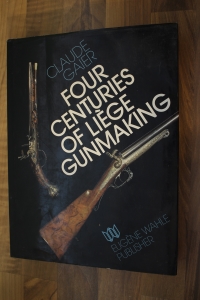 CLAUDE GAIER
FOUR
CENTURIES
OF LIÈGE
GUNMAKING
EUGÈNE WAHLE
PUBLISHER